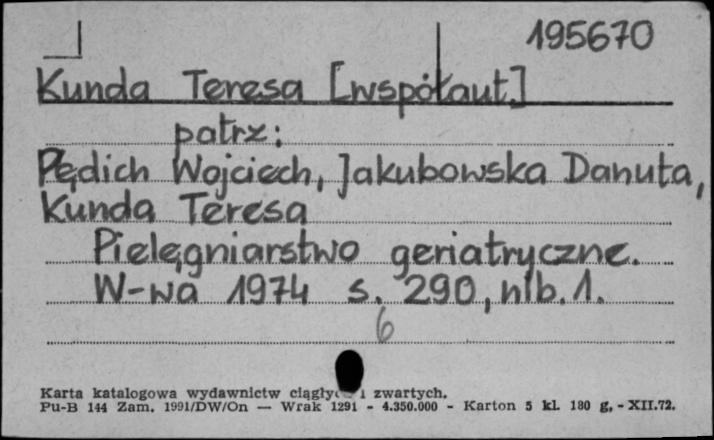 195670
Kunda Teresa [współaut.]
patrz:
Pędich Wojciech, Jakubowska Danuta,
Kunda Teresa
Pielęgniarstwo geriatryczne.
W-wa 1974 s. 290, nlb. 1.
6
Karta katalogowa wydawnictw ciągły i zwartych.
Pu-B 144 Zam. 1991/DW/On — Wrak 1291 - 4.350.000 - Karton 5 kl. 180 g, - XII.72.